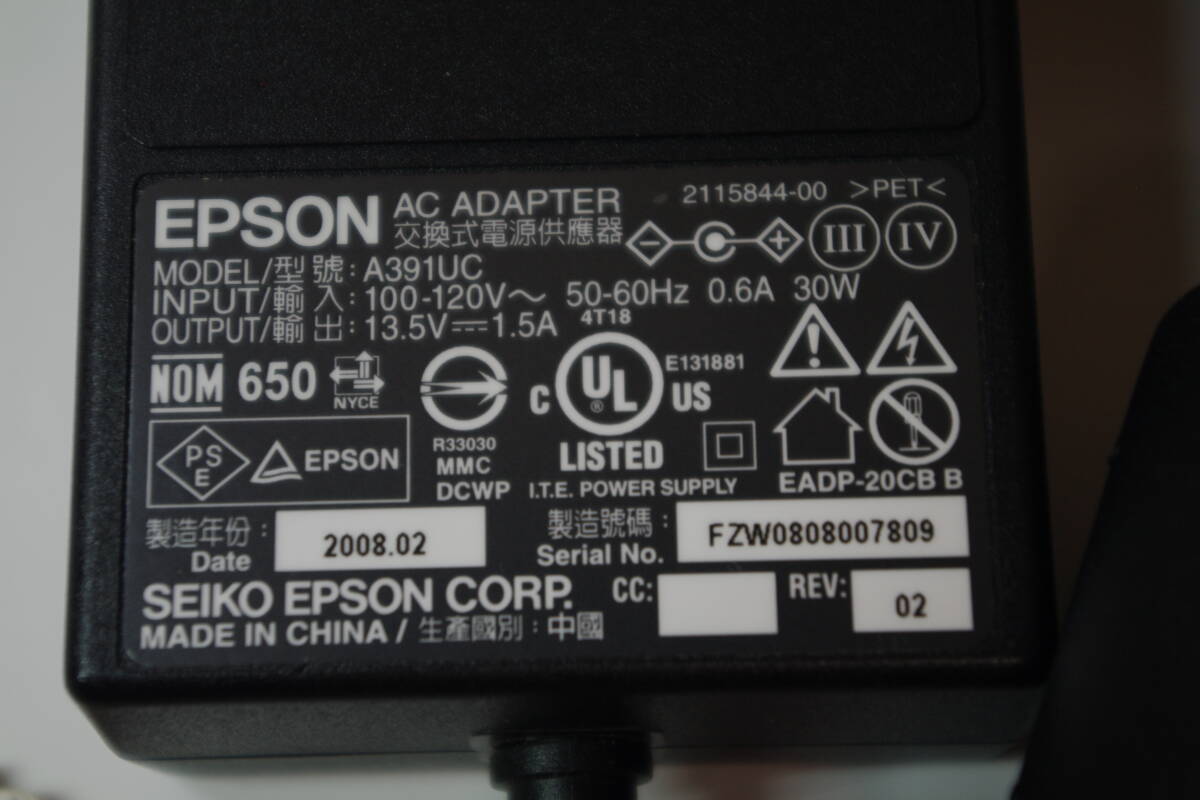 EPSON AC ADAPTER 2115844-00 >PET<
交換式電源供應器 III IV
MODEL/型號: A391UC
INPUT/輸入: 100-120V～ 50-60Hz 0.6A 30W
OUTPUT/輸出: 13.5V⎓1.5A
4T18
NOM 650 NYCE
C UL® US E131881
LISTED
PSE EPSON
R33030
MMC
DCWP
I.T.E. POWER SUPPLY
EADP-20CB B
製造年份:
Date 2008.02
製造號碼:
Serial No. FZW0808007809
SEIKO EPSON CORP. CC: REV: 02
MADE IN CHINA / 生產國別: 中國